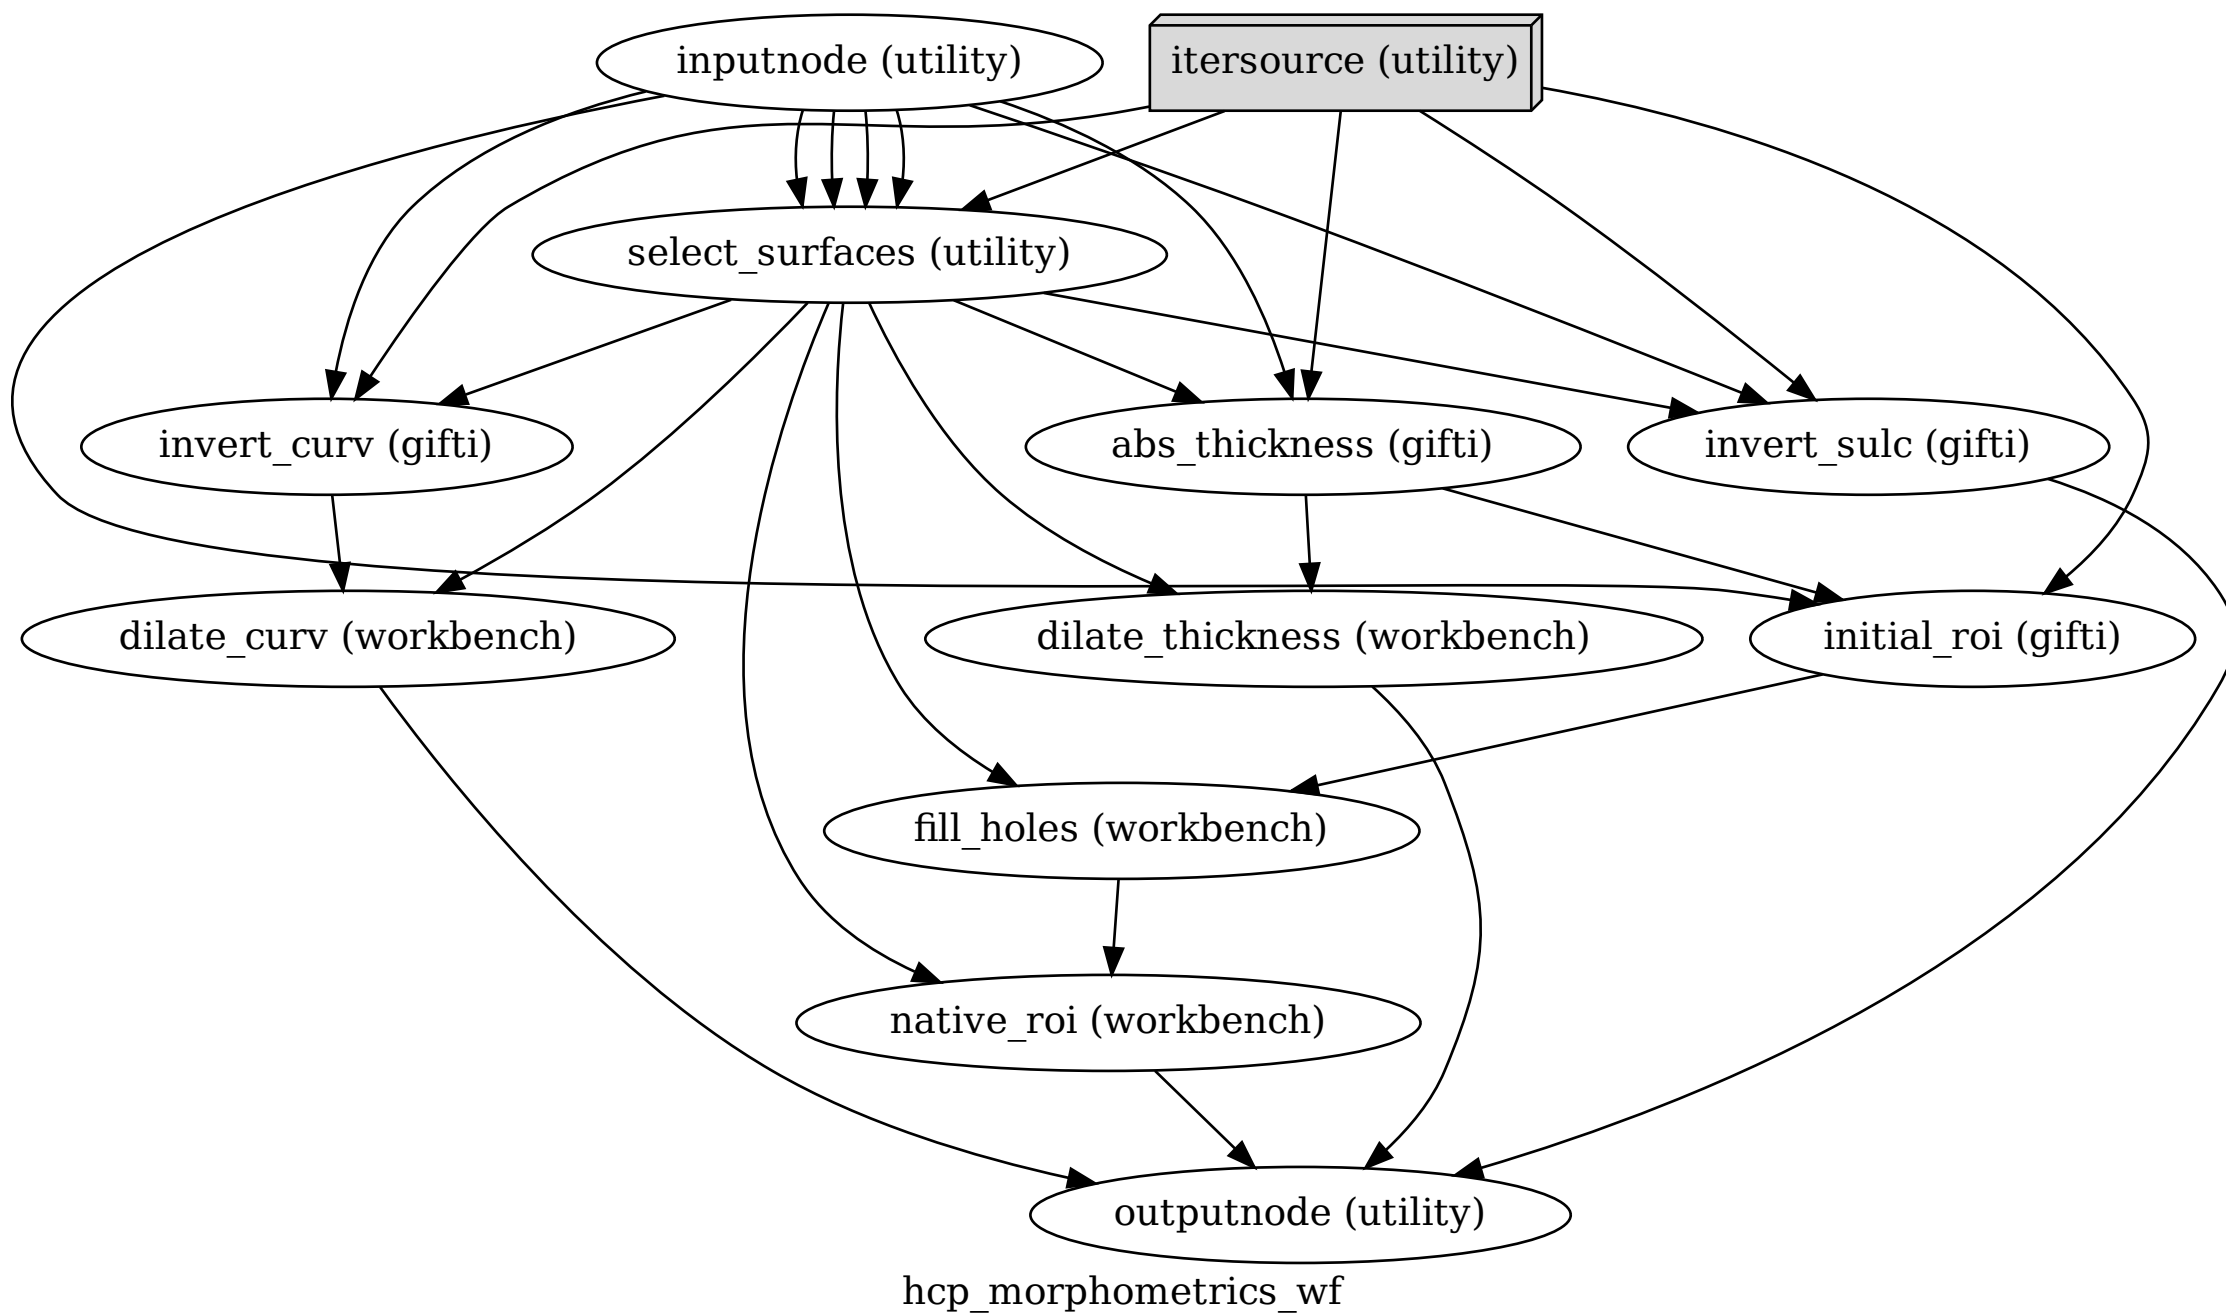 inputnode (utility)
itersource (utility)
select_surfaces (utility)
invert_curv (gifti)
abs_thickness (gifti)
invert_sulc (gifti)
dilate_curv (workbench)
dilate_thickness (workbench)
initial_roi (gifti)
fill_holes (workbench)
native_roi (workbench)
outputnode (utility)
hcp_morphometrics_wf